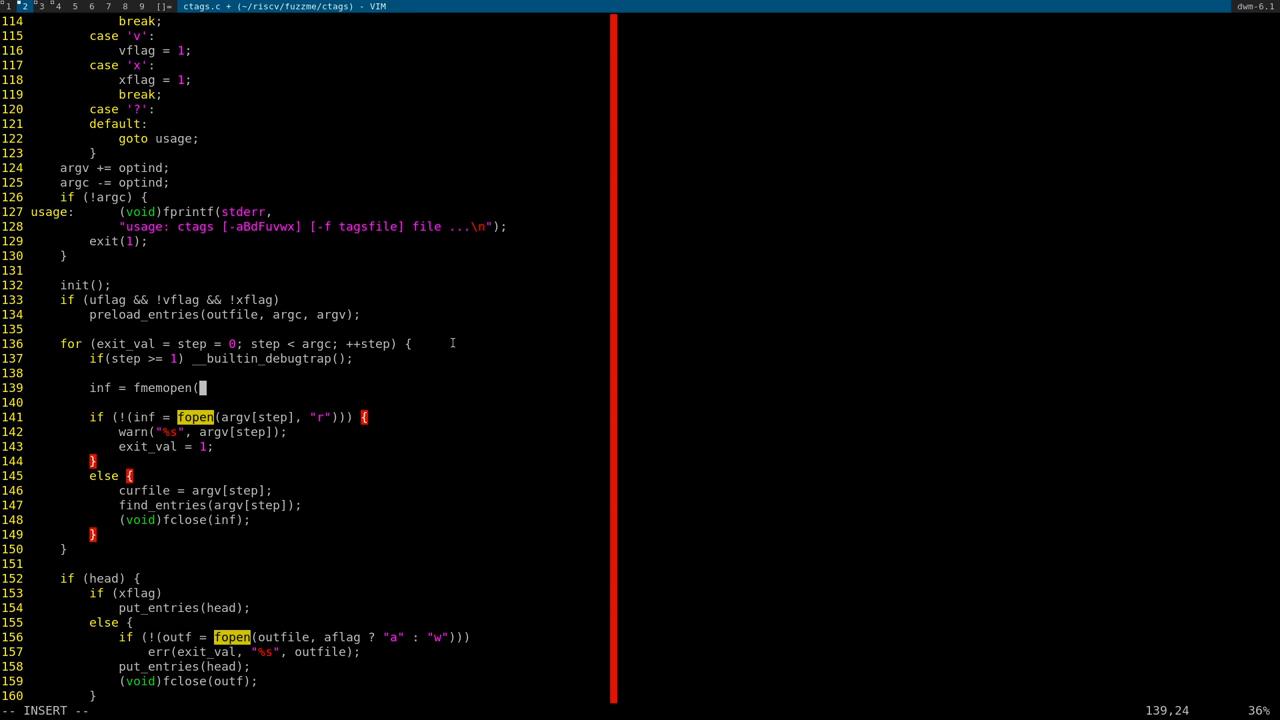 1 2 3 4 5 6 7 8 9 []= ctags.c + (~/riscv/fuzzme/ctags) - VIM dwm-6.1
114             break;
115         case 'v':
116             vflag = 1;
117         case 'x':
118             xflag = 1;
119             break;
120         case '?':
121         default:
122             goto usage;
123         }
124     argv += optind;
125     argc -= optind;
126     if (!argc) {
127 usage:      (void)fprintf(stderr,
128             "usage: ctags [-aBdFuvwx] [-f tagsfile] file ...\n");
129         exit(1);
130     }
131
132     init();
133     if (uflag && !vflag && !xflag)
134         preload_entries(outfile, argc, argv);
135
136     for (exit_val = step = 0; step < argc; ++step) {
137         if(step >= 1) __builtin_debugtrap();
138
139         inf = fmemopen(
140
141         if (!(inf = fopen(argv[step], "r"))) {
142             warn("%s", argv[step]);
143             exit_val = 1;
144         }
145         else {
146             curfile = argv[step];
147             find_entries(argv[step]);
148             (void)fclose(inf);
149         }
150     }
151
152     if (head) {
153         if (xflag)
154             put_entries(head);
155         else {
156             if (!(outf = fopen(outfile, aflag ? "a" : "w")))
157                 err(exit_val, "%s", outfile);
158             put_entries(head);
159             (void)fclose(outf);
160         }
-- INSERT -- 139,24 36%